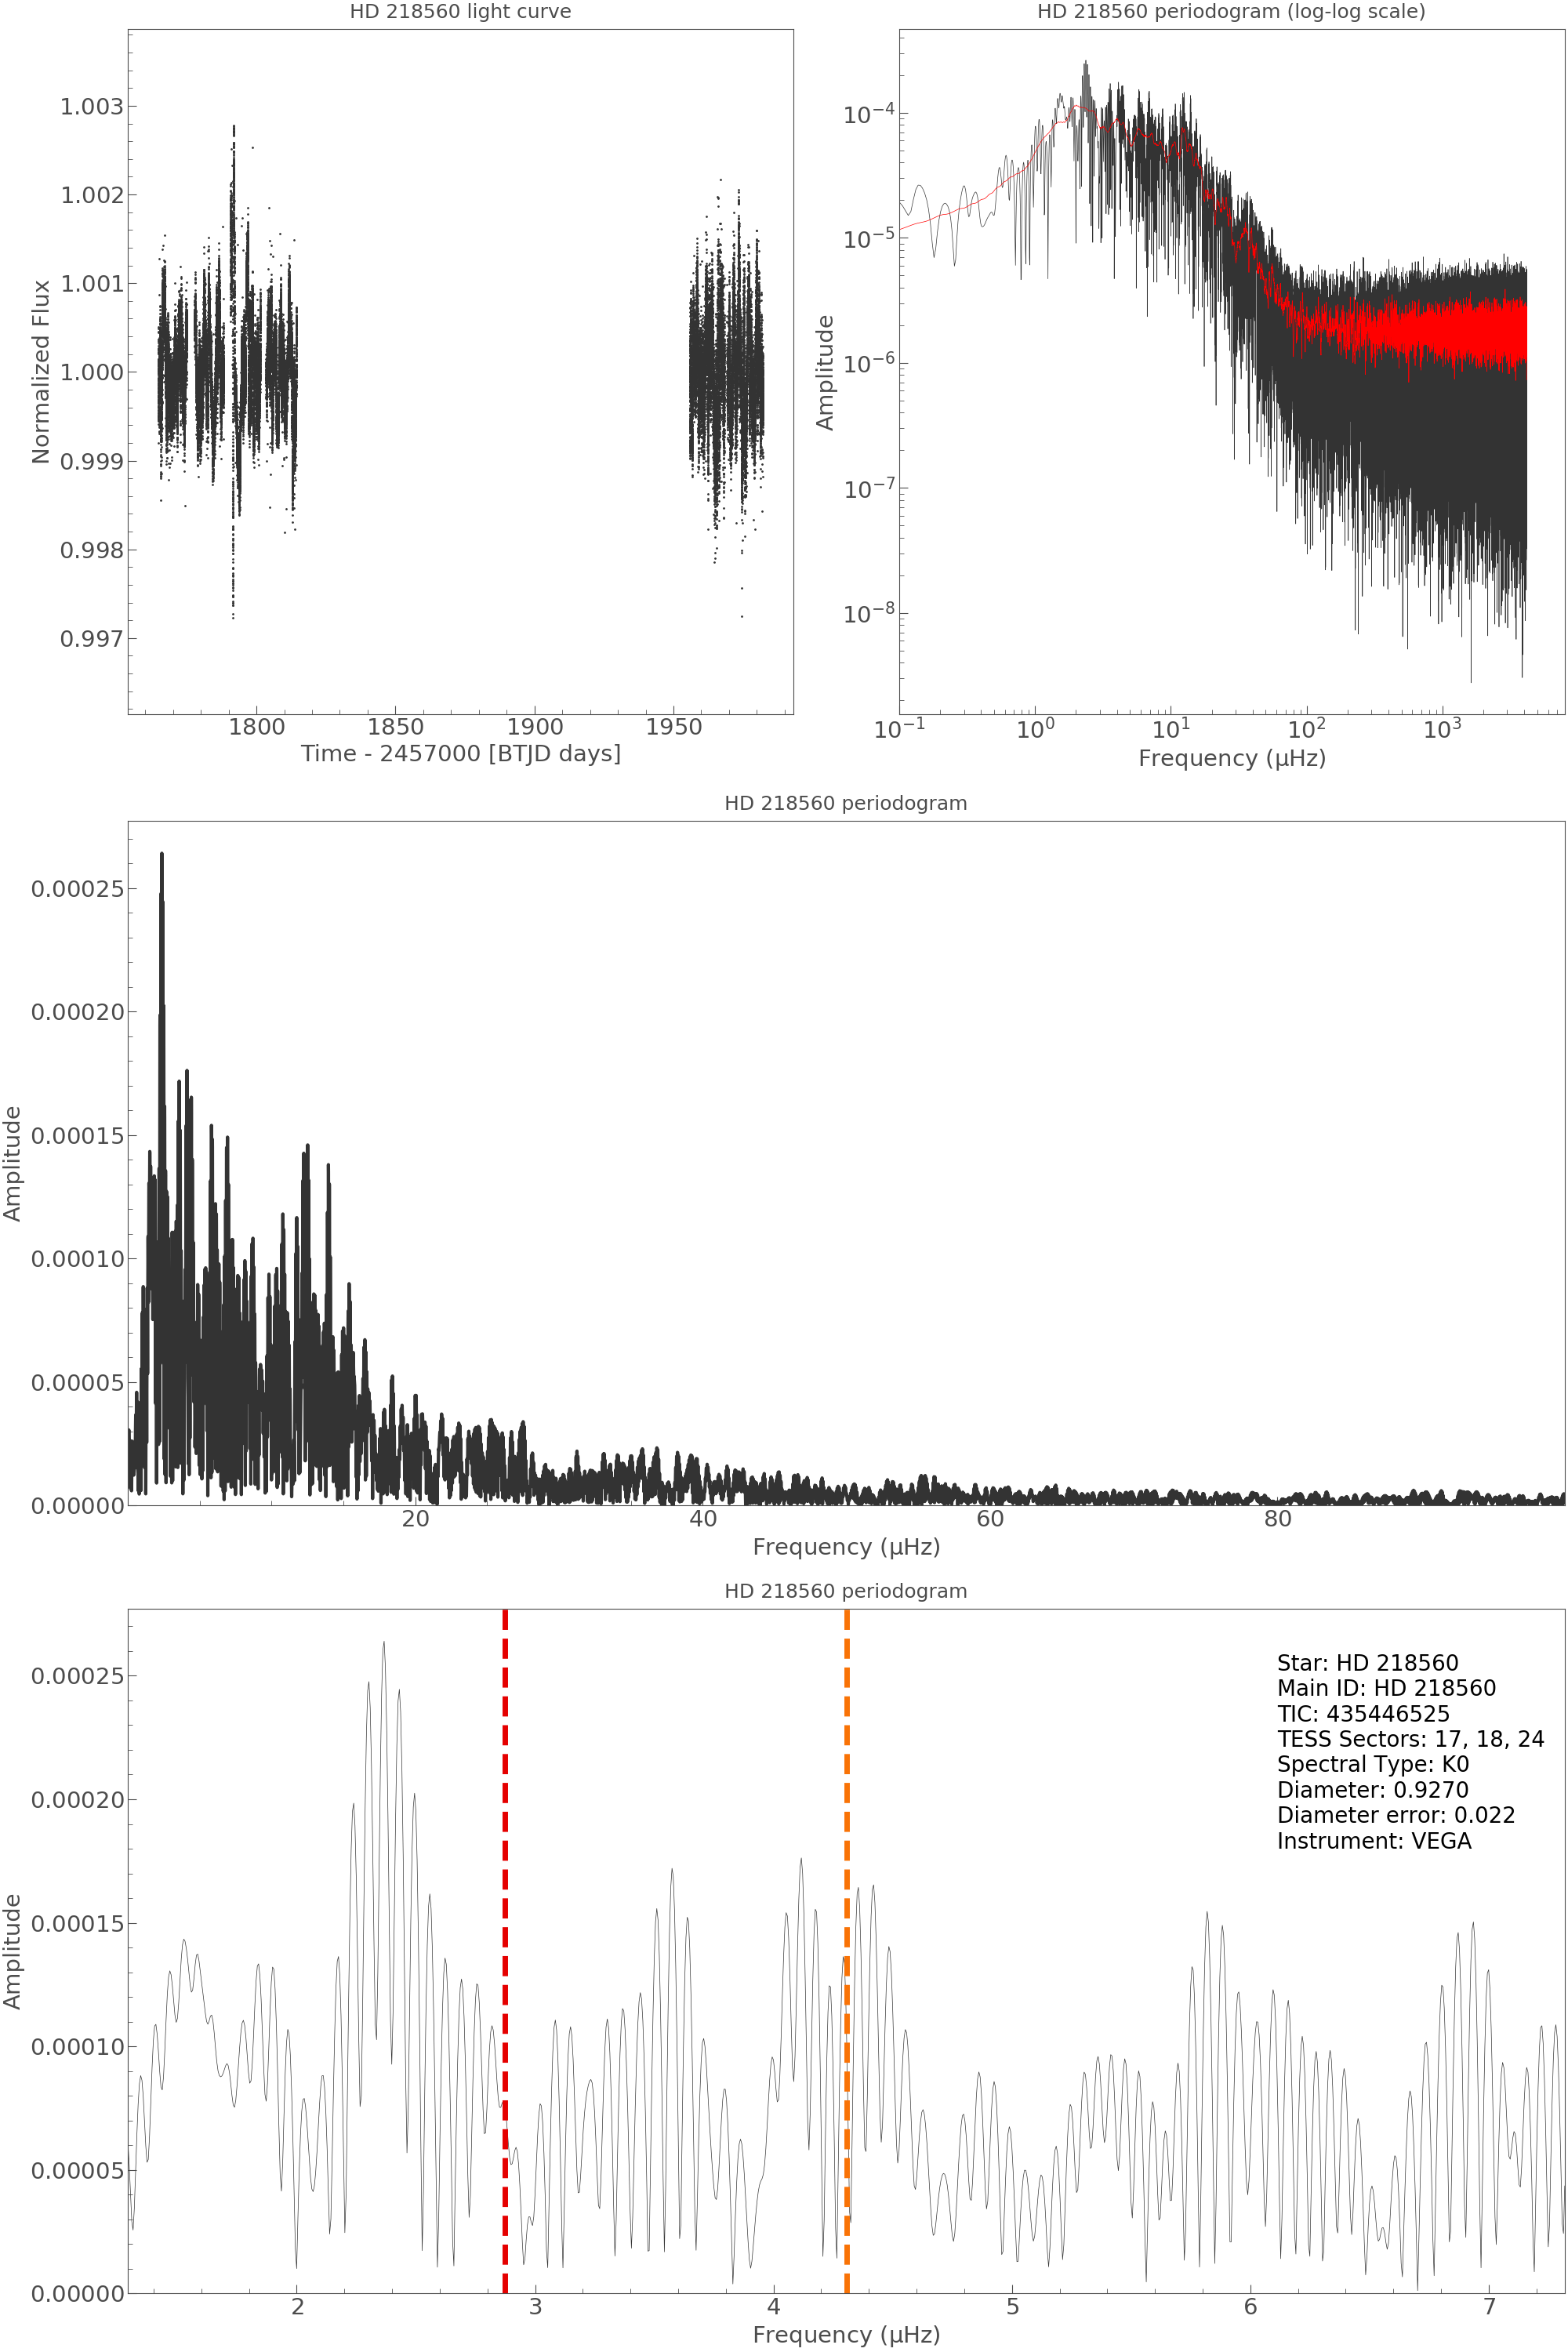 HD 218560 light curve
1.003
1.002
1.001
1.000
0.999
0.998
0.997
Normalized Flux
1800 1850 1900 1950
Time - 2457000 [BTJD days]
HD 218560 periodogram (log-log scale)
10⁻⁴
10⁻⁵
10⁻⁶
10⁻⁷
10⁻⁸
Amplitude
10⁻¹ 10⁰ 10¹ 10² 10³
Frequency (μHz)
HD 218560 periodogram
0.00025
0.00020
0.00015
0.00010
0.00005
0.00000
Amplitude
20 40 60 80
Frequency (μHz)
HD 218560 periodogram
0.00025
0.00020
0.00015
0.00010
0.00005
0.00000
Amplitude
Star: HD 218560
Main ID: HD 218560
TIC: 435446525
TESS Sectors: 17, 18, 24
Spectral Type: K0
Diameter: 0.9270
Diameter error: 0.022
Instrument: VEGA
2 3 4 5 6 7
Frequency (μHz)